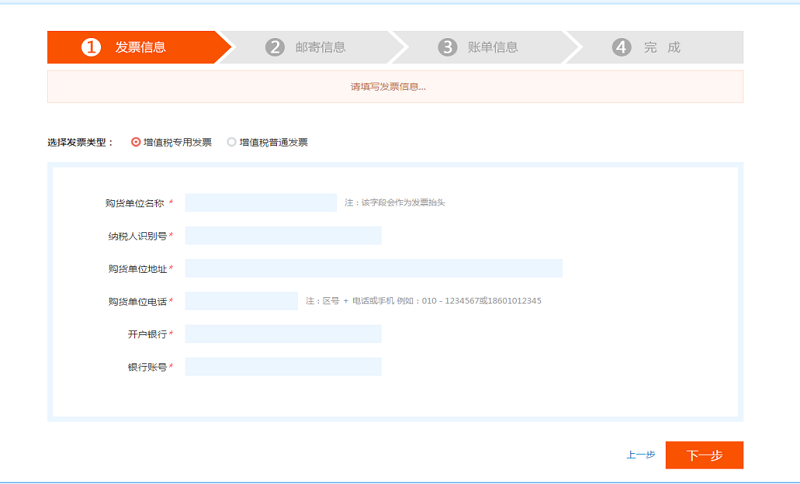 1 发票信息 2 邮寄信息 3 账单信息 4 完 成
请填写发票信息...
选择发票类型： 增值税专用发票 增值税普通发票
购货单位名称 * 注：该字段会作为发票抬头
纳税人识别号*
购货单位地址*
购货单位电话* 注：区号 + 电话或手机 例如：010 - 1234567或18601012345
开户银行*
银行账号*
上一步 下一步